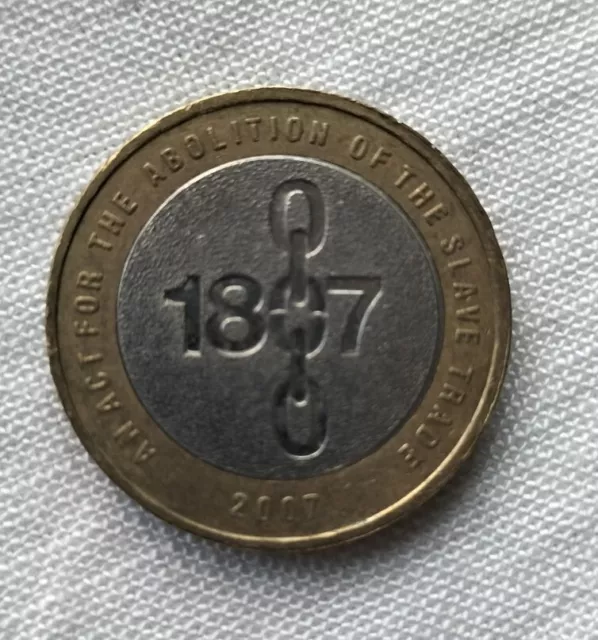 AN ACT FOR THE ABOLITION OF THE SLAVE TRADE
1807
2007